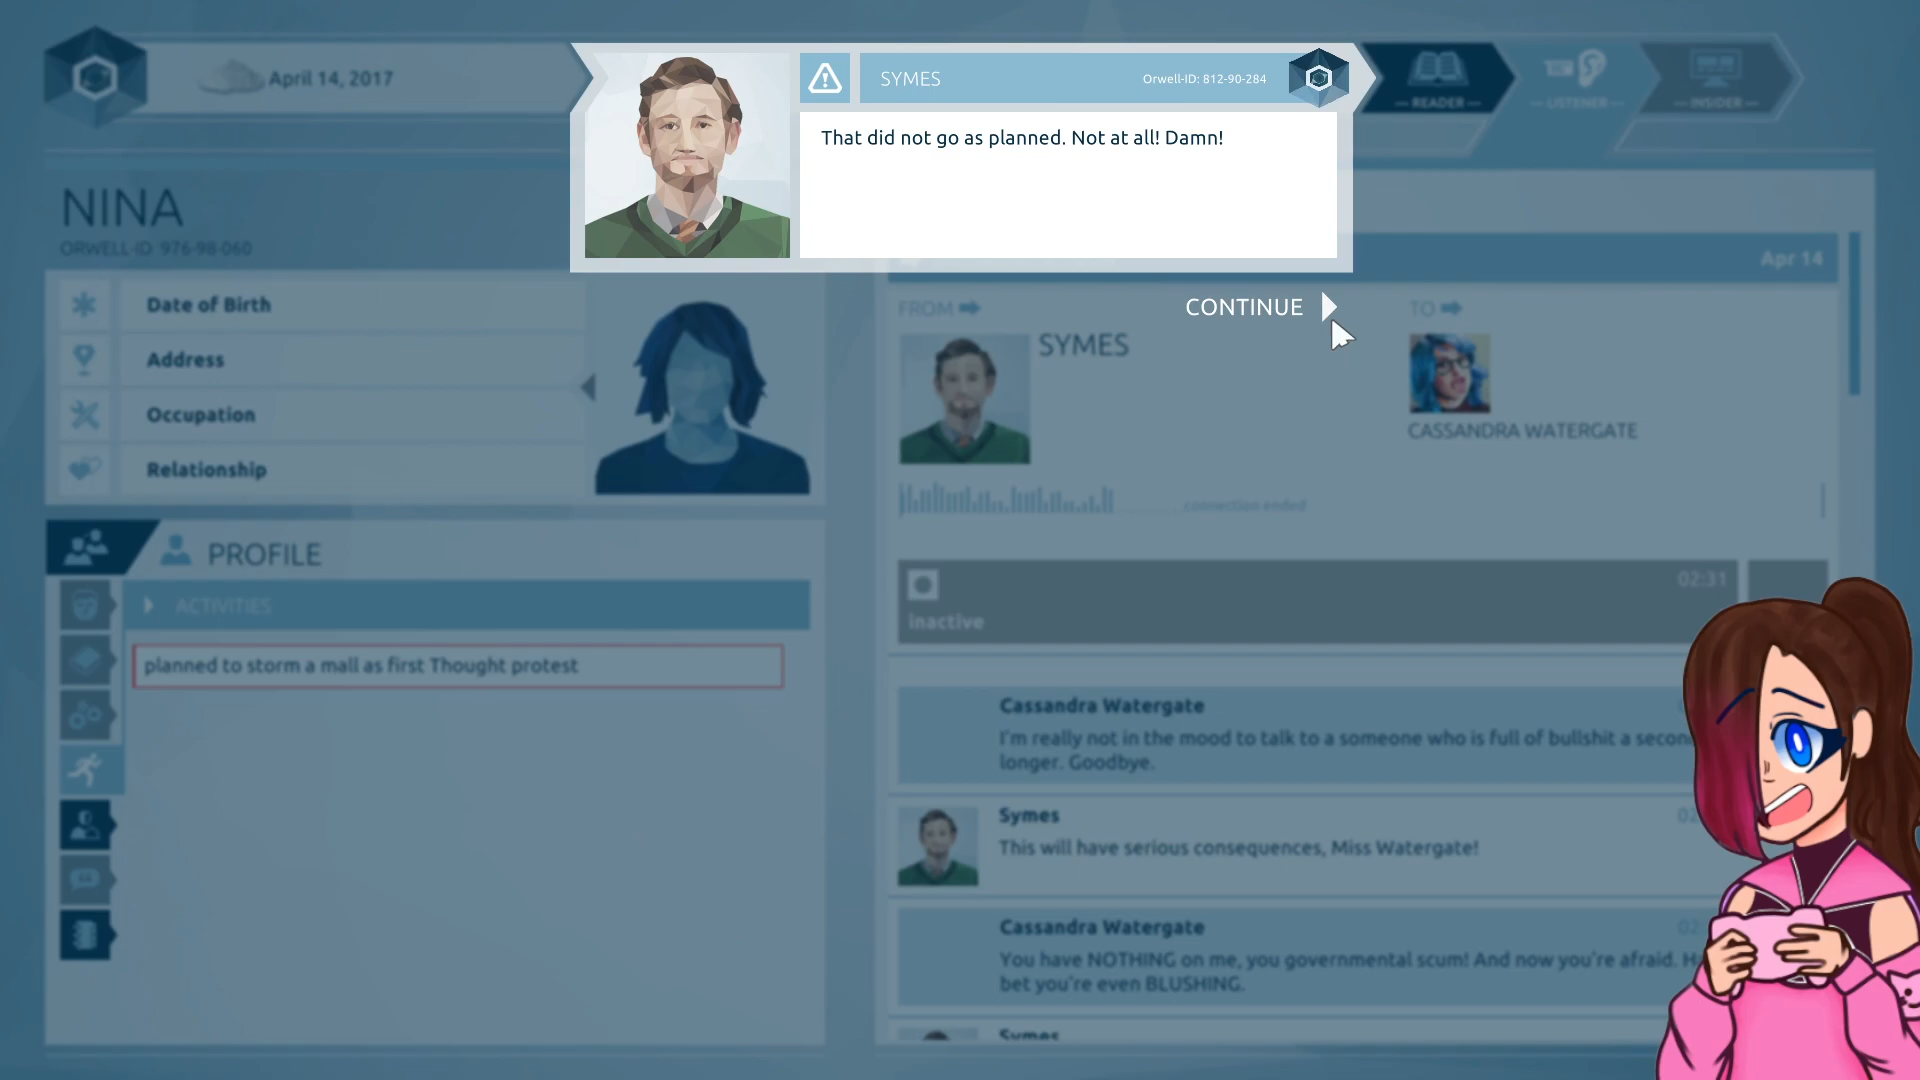 April 14, 2017
SYMES
Orwell-ID: 812-90-284
That did not go as planned. Not at all! Damn!
CONTINUE
— READER —
— LISTENER —
— INSIDER —
NINA
ORWELL-ID 976-98-060
Date of Birth
Address
Occupation
Relationship
PROFILE
ACTIVITIES
planned to storm a mall as first Thought protest
Apr 14
FROM
SYMES
TO
CASSANDRA WATERGATE
connection ended
02:31
inactive
Cassandra Watergate
I'm really not in the mood to talk to a someone who is full of bullshit a second
longer. Goodbye.
Symes
02
This will have serious consequences, Miss Watergate!
Cassandra Watergate
02
You have NOTHING on me, you governmental scum! And now you're afraid.
bet you're even BLUSHING.
Symes